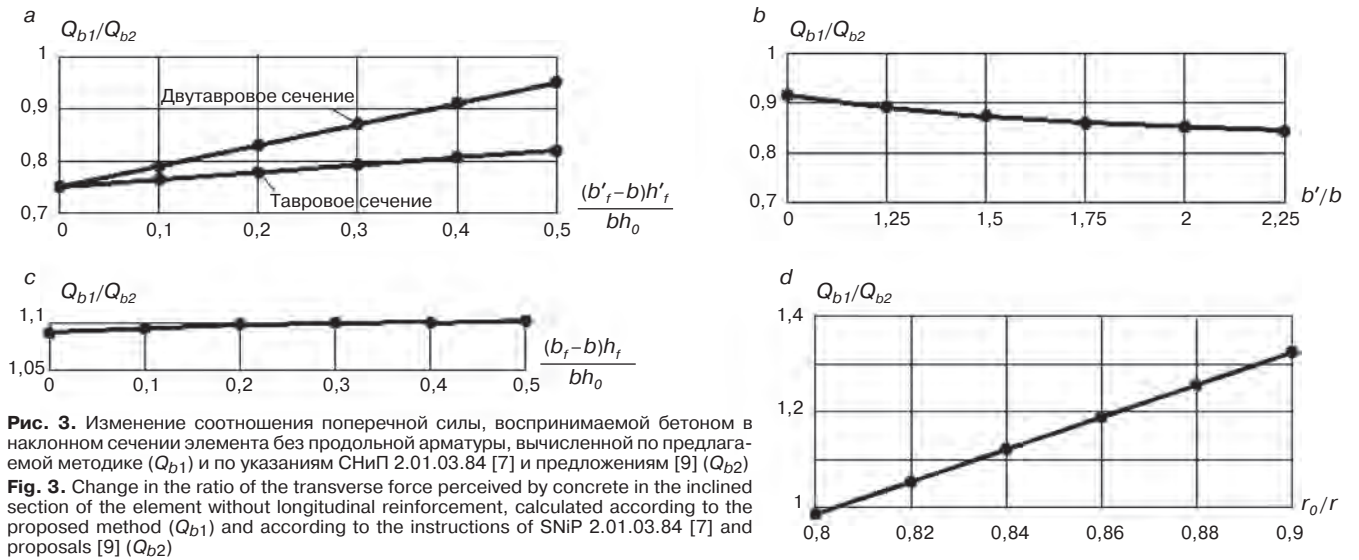 a
Q_b1/Q_b2
1
0,9
0,8
0,7
Двутавровое сечение
Тавровое сечение
0 0,1 0,2 0,3 0,4 0,5
(b'_f–b)h'_f
bh_0
b
Q_b1/Q_b2
1
0,9
0,8
0,7
0 1,25 1,5 1,75 2 2,25
b'/b
c
Q_b1/Q_b2
1,1
1,05
0 0,1 0,2 0,3 0,4 0,5
(b_f–b)h_f
bh_0
d
Q_b1/Q_b2
1,4
1,2
1
0,8 0,82 0,84 0,86 0,88 0,9
r_0/r
Рис. 3. Изменение соотношения поперечной силы, воспринимаемой бетоном в
наклонном сечении элемента без продольной арматуры, вычисленной по предлага-
емой методике (Q_b1) и по указаниям СНиП 2.01.03.84 [7] и предложениям [9] (Q_b2)
Fig. 3. Change in the ratio of the transverse force perceived by concrete in the inclined
section of the element without longitudinal reinforcement, calculated according to the
proposed method (Q_b1) and according to the instructions of SNiP 2.01.03.84 [7] and
proposals [9] (Q_b2)